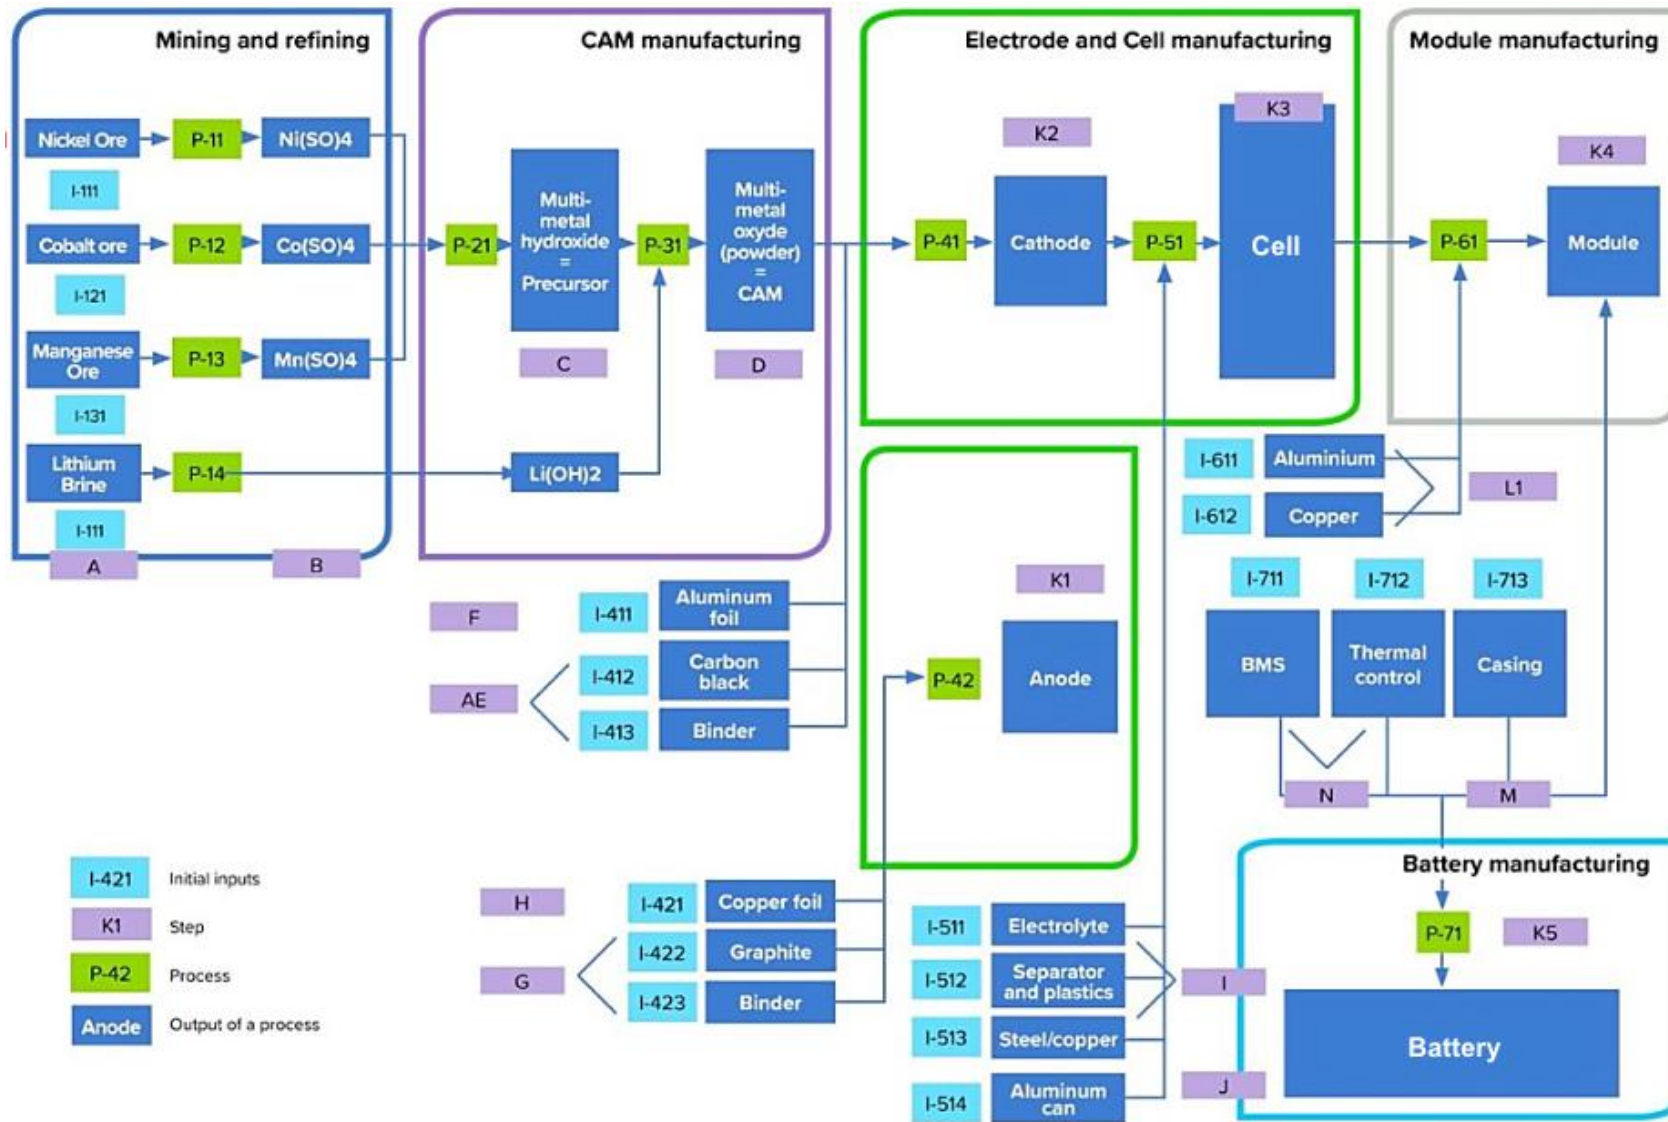 Mining and refining
CAM manufacturing
Electrode and Cell manufacturing
Module manufacturing
Nickel Ore
P-11
Ni(SO)4
I-111
Cobalt ore
P-12
Co(SO)4
I-121
Manganese
Ore
P-13
Mn(SO)4
I-131
Lithium
Brine
P-14
I-111
A
B
P-21
Multi-
metal
hydroxide
=
Precursor
C
P-31
Multi-
metal
oxyde
(powder)
=
CAM
D
Li(OH)2
P-41
K2
Cathode
P-51
K3
Cell
P-61
K4
Module
I-611
Aluminium
I-612
Copper
L1
F
I-411
Aluminum
foil
AE
I-412
Carbon
black
I-413
Binder
K1
P-42
Anode
I-711
I-712
I-713
BMS
Thermal
control
Casing
N
M
H
I-421
Copper foil
G
I-422
Graphite
I-423
Binder
I-511
Electrolyte
I-512
Separator
and plastics
I-513
Steel/copper
I-514
Aluminum
can
I
J
Battery manufacturing
P-71
K5
Battery
I-421
Initial inputs
K1
Step
P-42
Process
Anode
Output of a process